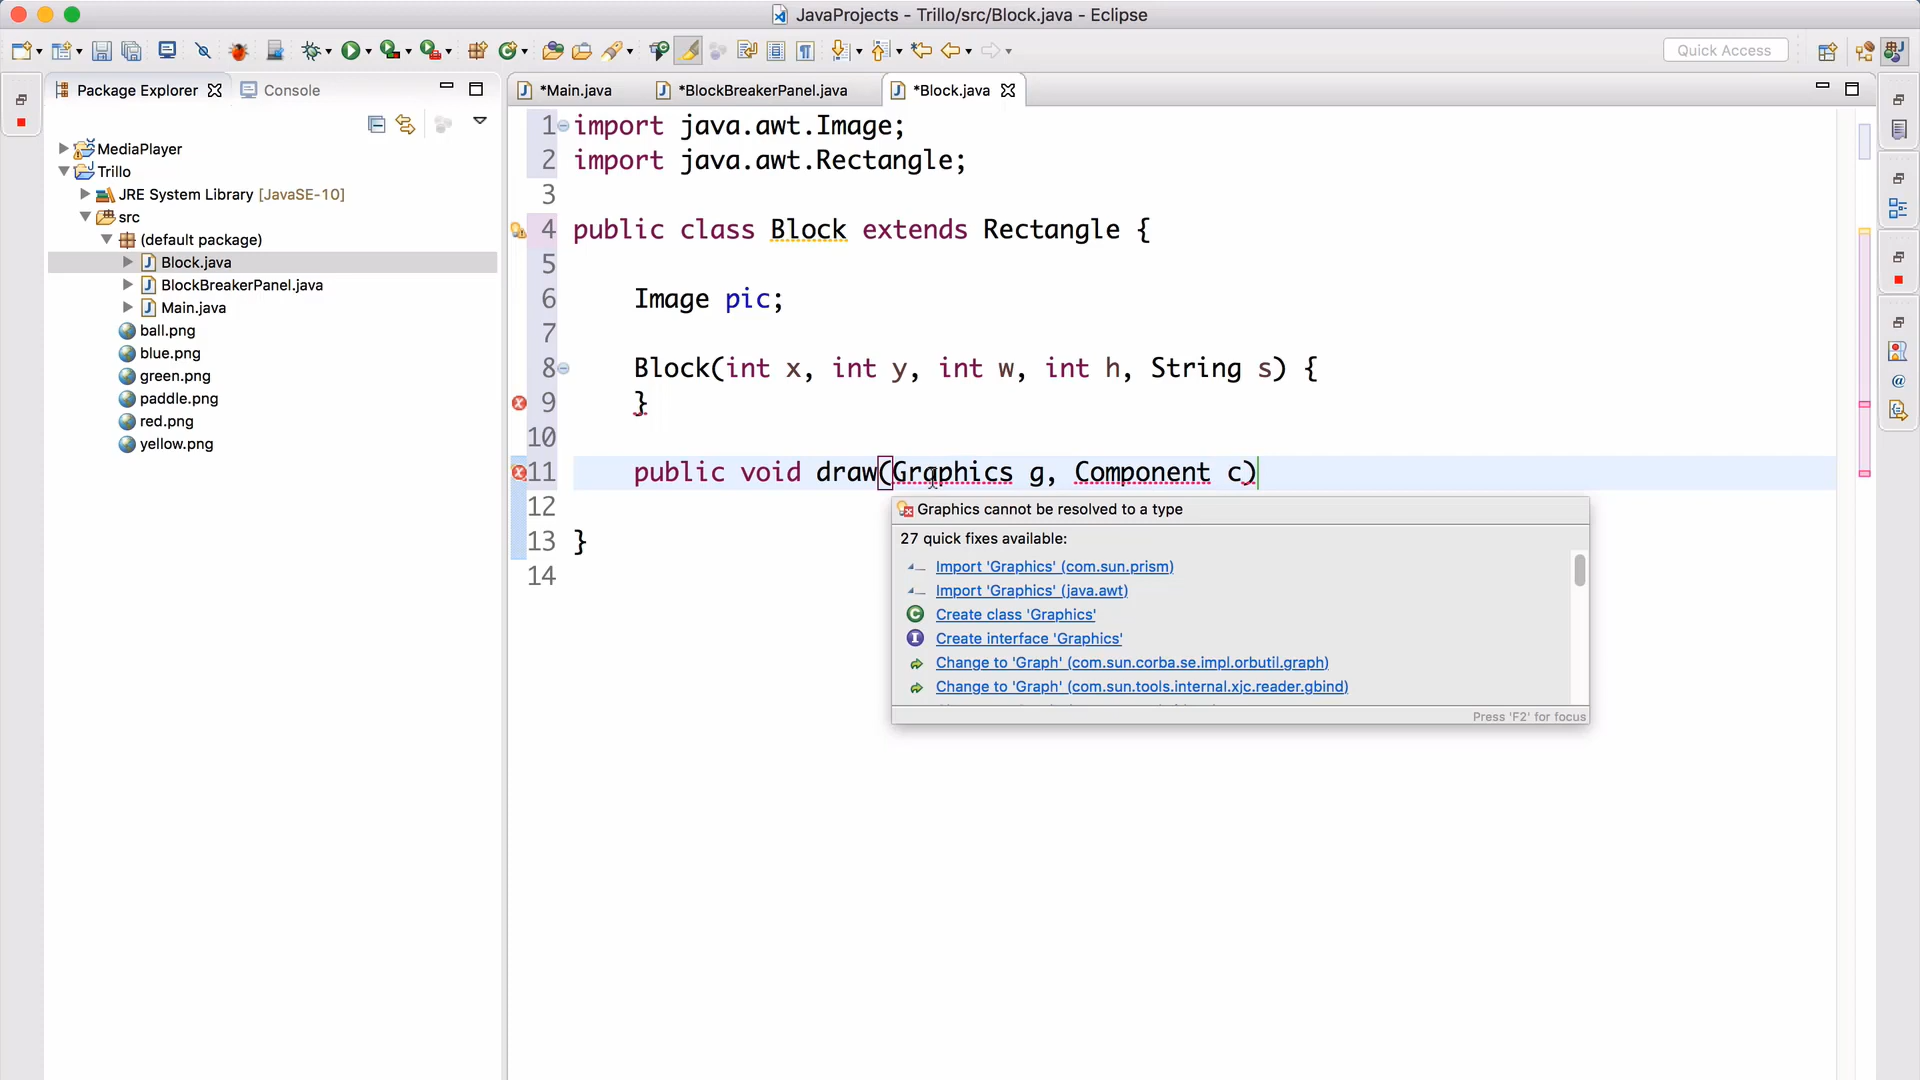 JavaProjects - Trillo/src/Block.java - Eclipse
Quick Access
Package Explorer
Console
MediaPlayer
Trillo
JRE System Library [JavaSE-10]
src
(default package)
Block.java
BlockBreakerPanel.java
Main.java
ball.png
blue.png
green.png
paddle.png
red.png
yellow.png
*Main.java
*BlockBreakerPanel.java
*Block.java
1 import java.awt.Image;
2 import java.awt.Rectangle;
3
4 public class Block extends Rectangle {
5
6 Image pic;
7
8 Block(int x, int y, int w, int h, String s) {
9 }
10
11 public void draw(Graphics g, Component c)
12
13 }
14
Graphics cannot be resolved to a type
27 quick fixes available:
Import 'Graphics' (com.sun.prism)
Import 'Graphics' (java.awt)
Create class 'Graphics'
Create interface 'Graphics'
Change to 'Graph' (com.sun.corba.se.impl.orbutil.graph)
Change to 'Graph' (com.sun.tools.internal.xjc.reader.gbind)
Press 'F2' for focus